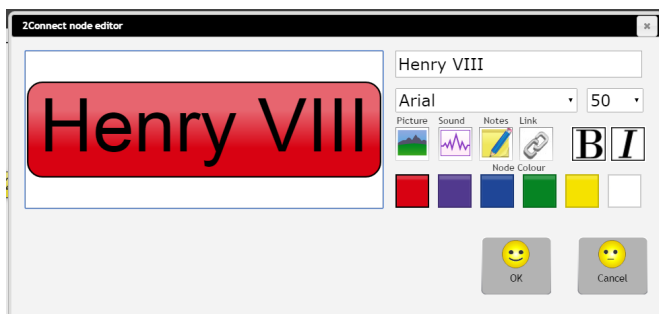 2Connect node editor
Henry VIII
Henry VIII
Arial 50
Picture Sound Notes Link
B I
Node Colour
OK Cancel